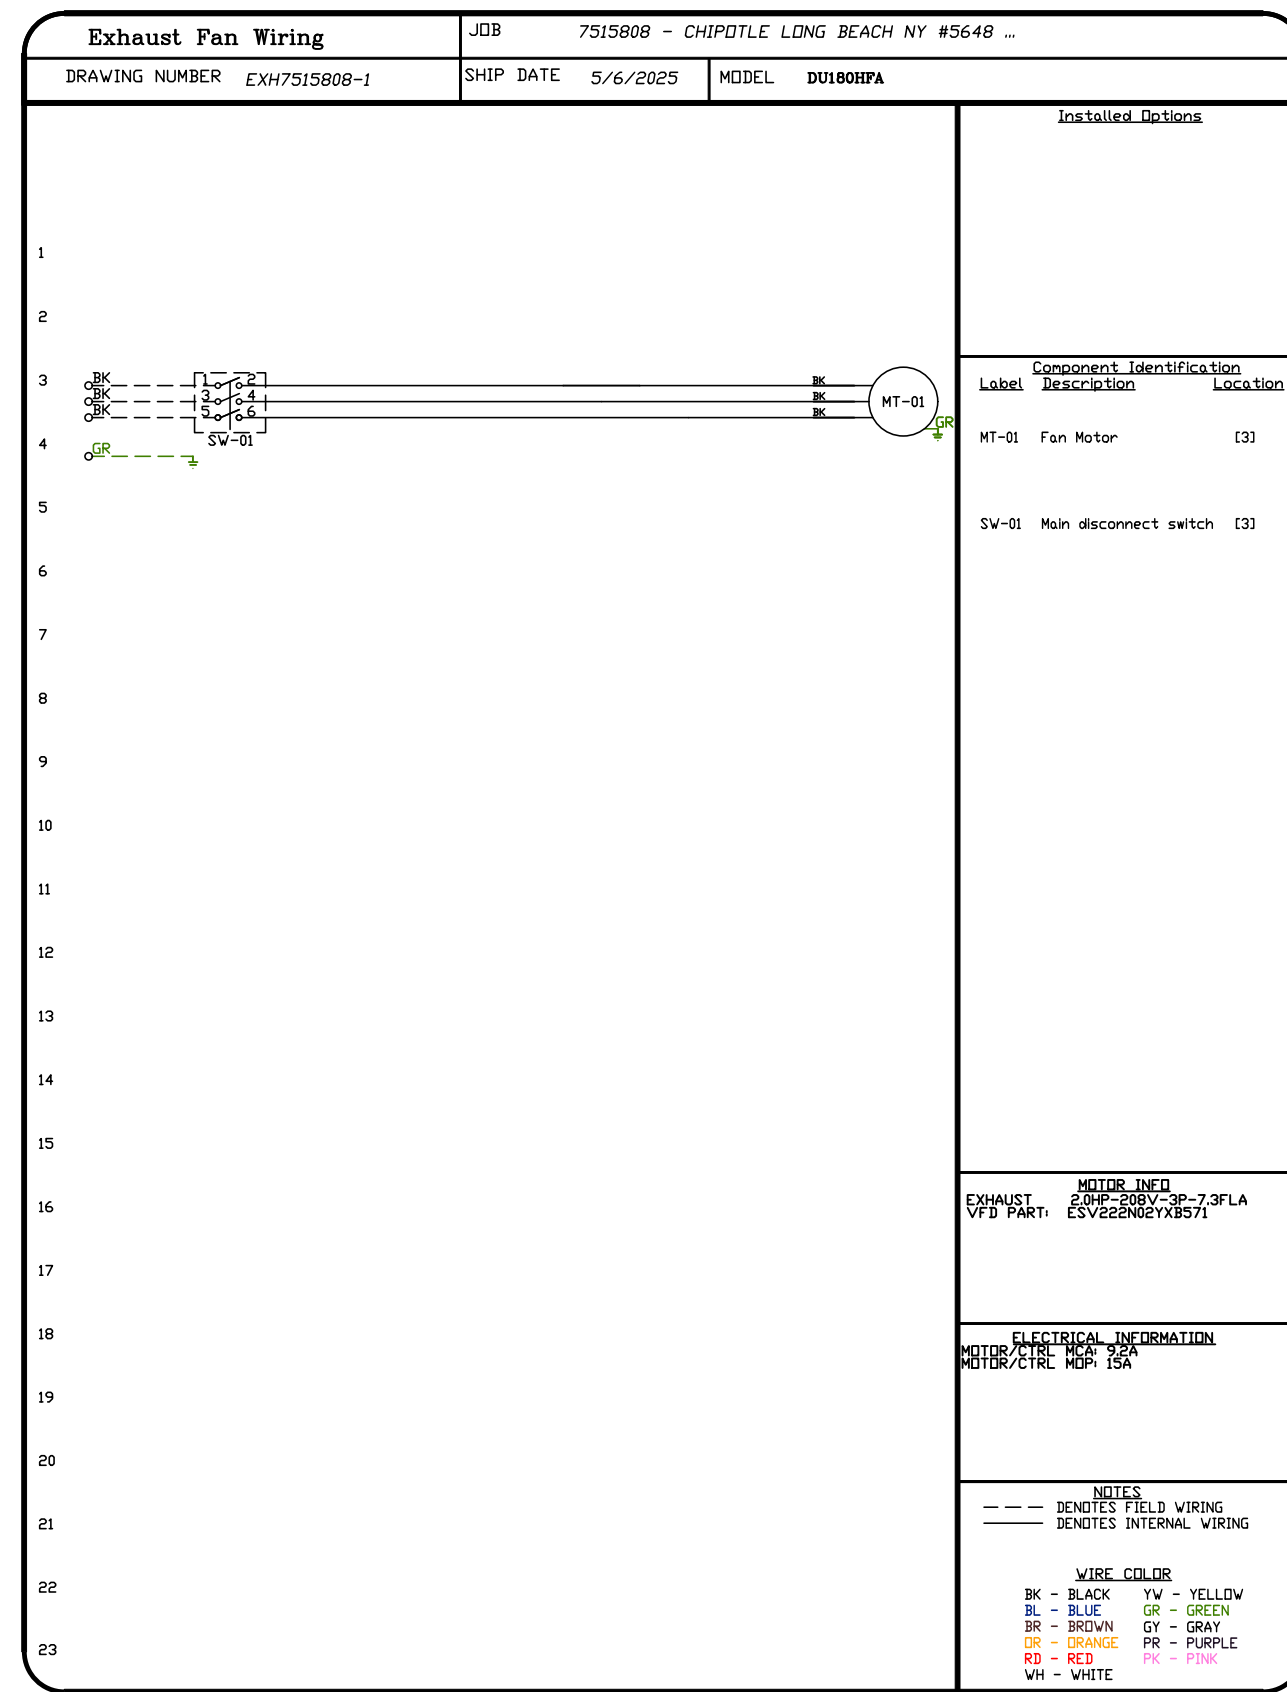 Exhaust Fan Wiring
JOB 7515808 - CHIPOTLE LONG BEACH NY #5648 ...
DRAWING NUMBER EXH7515808-1
SHIP DATE 5/6/2025
MODEL DU180HFA
Installed Options
1
2
3
BK
BK
BK
1 2
3 4
5 6
SW-01
BK
BK
BK
MT-01
GR
4
GR
5
6
7
8
9
10
11
12
13
14
15
16
17
18
19
20
21
22
23
Component Identification
Label Description Location
MT-01 Fan Motor [3]
SW-01 Main disconnect switch [3]
MOTOR INFO
EXHAUST 2.0HP-208V-3P-7.3FLA
VFD PART: ESV222N02YXB571
ELECTRICAL INFORMATION
MOTOR/CTRL MCA: 9.2A
MOTOR/CTRL MOP: 15A
NOTES
DENOTES FIELD WIRING
DENOTES INTERNAL WIRING
WIRE COLOR
BK - BLACK YW - YELLOW
BL - BLUE GR - GREEN
BR - BROWN GY - GRAY
OR - ORANGE PR - PURPLE
RD - RED PK - PINK
WH - WHITE